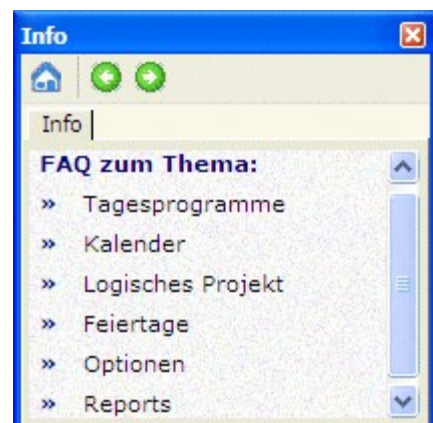 Info
Info
FAQ zum Thema:
» Tagesprogramme
» Kalender
» Logisches Projekt
» Feiertage
» Optionen
» Reports